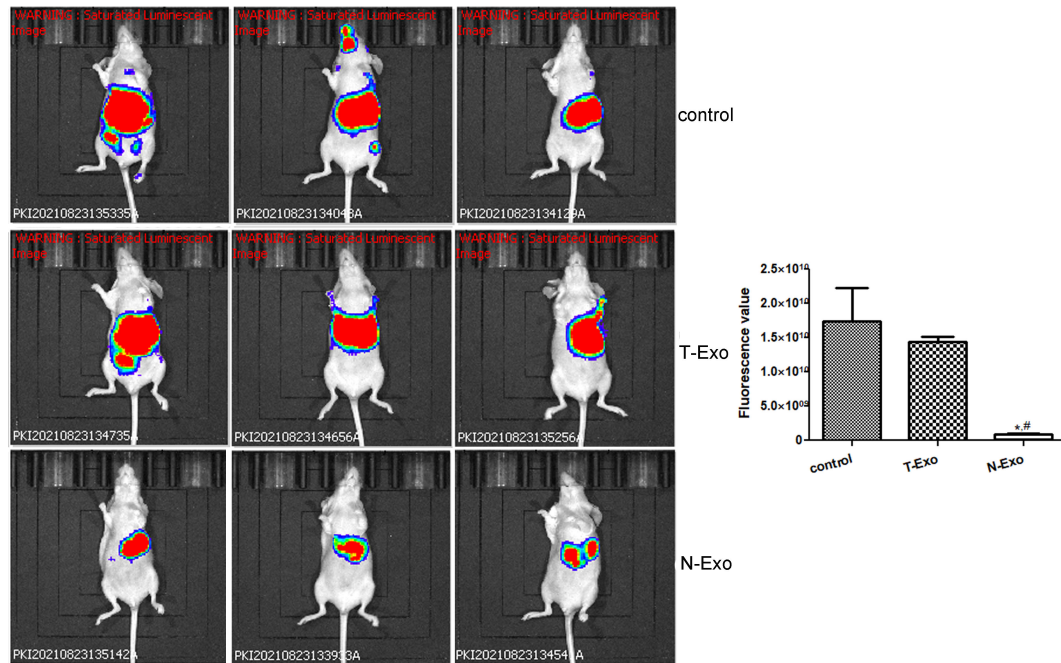 WARNING : Saturated Luminescent
Image
WARNING : Saturated Luminescent
Image
WARNING : Saturated Luminescent
Image
PKI20210823135335A
PKI20210823134048A
PKI20210823134129A
control
WARNING : Saturated Luminescent
Image
WARNING : Saturated Luminescent
Image
WARNING : Saturated Luminescent
Image
PKI20210823134735A
PKI20210823134656A
PKI20210823135256A
T-Exo
PKI20210823135142A
PKI20210823133933A
N-Exo
Fluorescence value
2.5×10¹⁰
2.0×10¹⁰
1.5×10¹⁰
1.0×10¹⁰
5.0×10⁰⁹
0
*,#
control
T-Exo
N-Exo